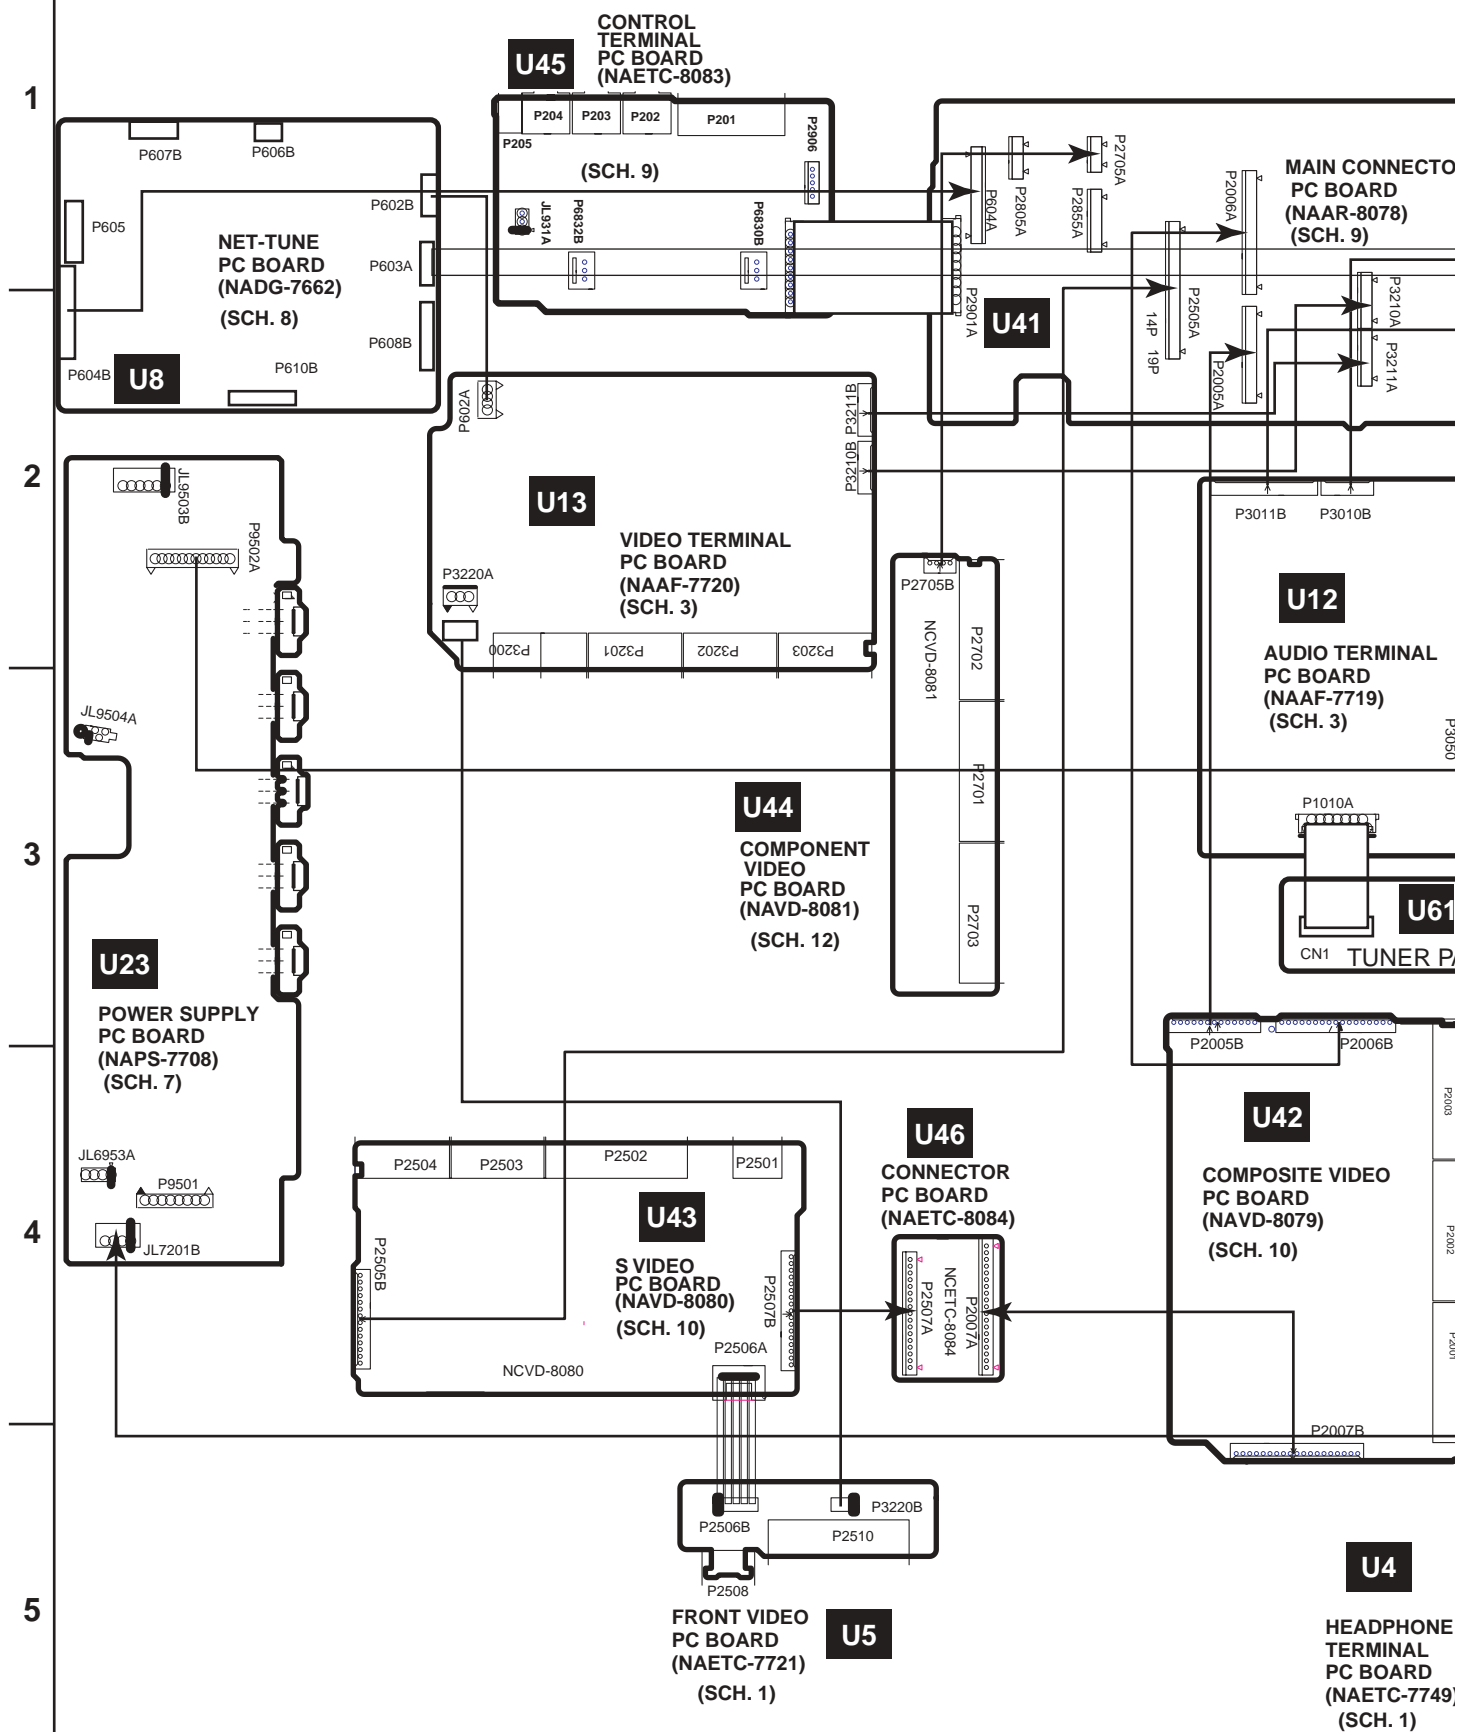 1
2
3
4
5
U45
CONTROL
TERMINAL
PC BOARD
(NAETC-8083)
P204
P203
P202
P201
P205
P2906
(SCH. 9)
JL931A
P6832B
P6830B
P607B
P606B
P605
P602B
P603A
P608B
P604B
P610B
NET-TUNE
PC BOARD
(NADG-7662)
(SCH. 8)
U8
P604A
P2805A
P2705A
P2855A
P2006A
MAIN CONNECTO
PC BOARD
(NAAR-8078)
(SCH. 9)
P2901A
U41
14P
19P
P2505A
P2005A
P3210A
P3211A
P602A
P3211B
P3210B
U13
VIDEO TERMINAL
PC BOARD
(NAAF-7720)
(SCH. 3)
P3220A
P3200
P3201
P3202
P3203
JL9503B
P9502A
JL9504A
U23
POWER SUPPLY
PC BOARD
(NAPS-7708)
(SCH. 7)
JL6953A
P9501
JL7201B
P2705B
NCVD-8081
P2702
P2701
P2703
U44
COMPONENT
VIDEO
PC BOARD
(NAVD-8081)
(SCH. 12)
P3011B
P3010B
U12
AUDIO TERMINAL
PC BOARD
(NAAF-7719)
(SCH. 3)
P3050
P1010A
U61
CN1
TUNER PA
P2005B
P2006B
U42
COMPOSITE VIDEO
PC BOARD
(NAVD-8079)
(SCH. 10)
P2003
P2002
P2001
P2007B
P2504
P2503
P2502
P2501
U43
S VIDEO
PC BOARD
(NAVD-8080)
(SCH. 10)
P2505B
P2507B
P2506A
NCVD-8080
U46
CONNECTOR
PC BOARD
(NAETC-8084)
P2507A
NCETC-8084
P2007A
P2506B
P3220B
P2510
P2508
FRONT VIDEO
PC BOARD
(NAETC-7721)
(SCH. 1)
U5
U4
HEADPHONE
TERMINAL
PC BOARD
(NAETC-7749)
(SCH. 1)